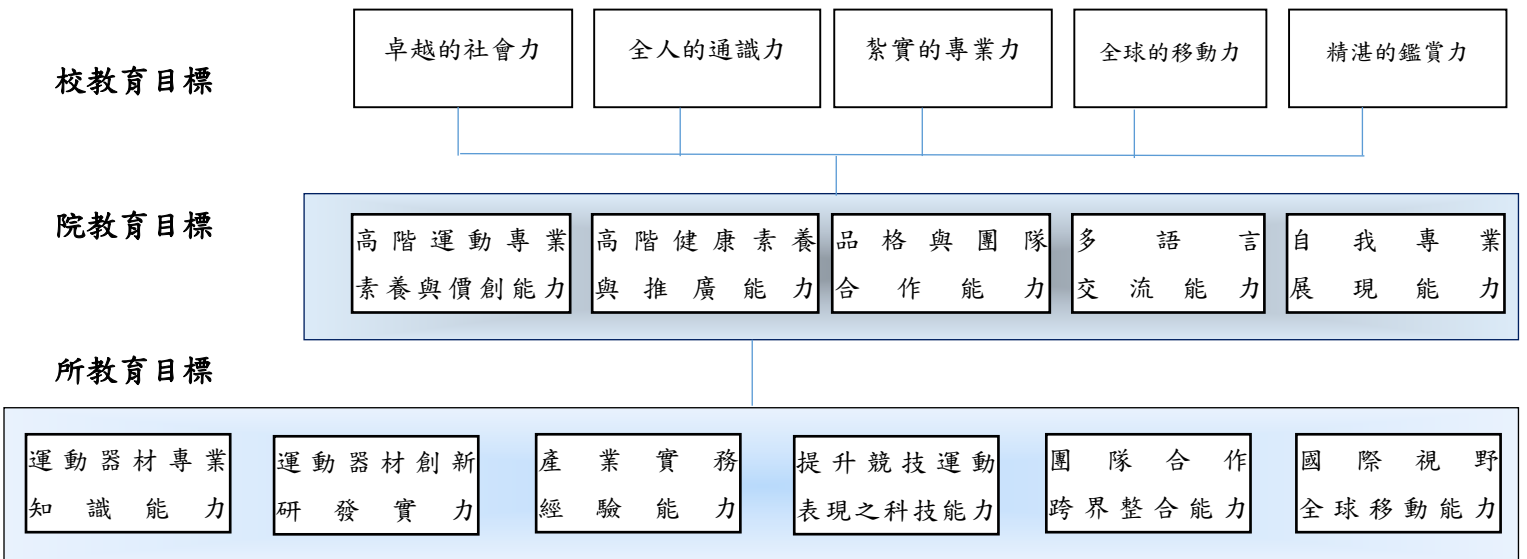 校教育目標
卓越的社會力
全人的通識力
紮實的專業力
全球的移動力
精湛的鑑賞力
院教育目標
高階運動專業
素養與價創能力
高階健康素養
與推廣能力
品格與團隊
合作能力
多語言
交流能力
自我專業
展現能力
所教育目標
運動器材專業
知識能力
運動器材創新
研發實力
產業實務
經驗能力
提升競技運動
表現之科技能力
團隊合作
跨界整合能力
國際視野
全球移動能力